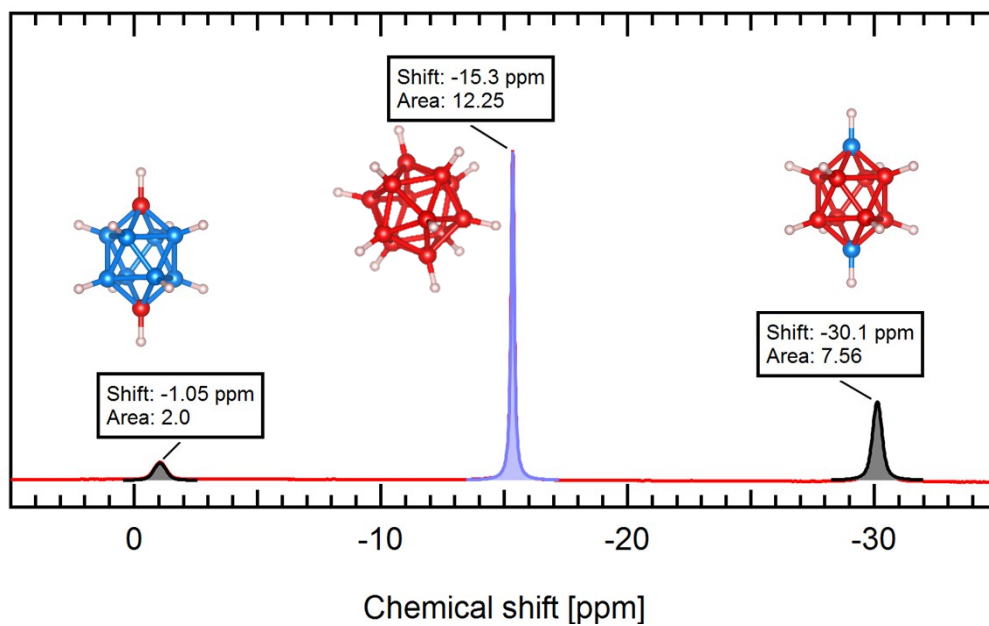 Shift: -15.3 ppm
Area: 12.25
Shift: -30.1 ppm
Area: 7.56
Shift: -1.05 ppm
Area: 2.0
0 -10 -20 -30
Chemical shift [ppm]